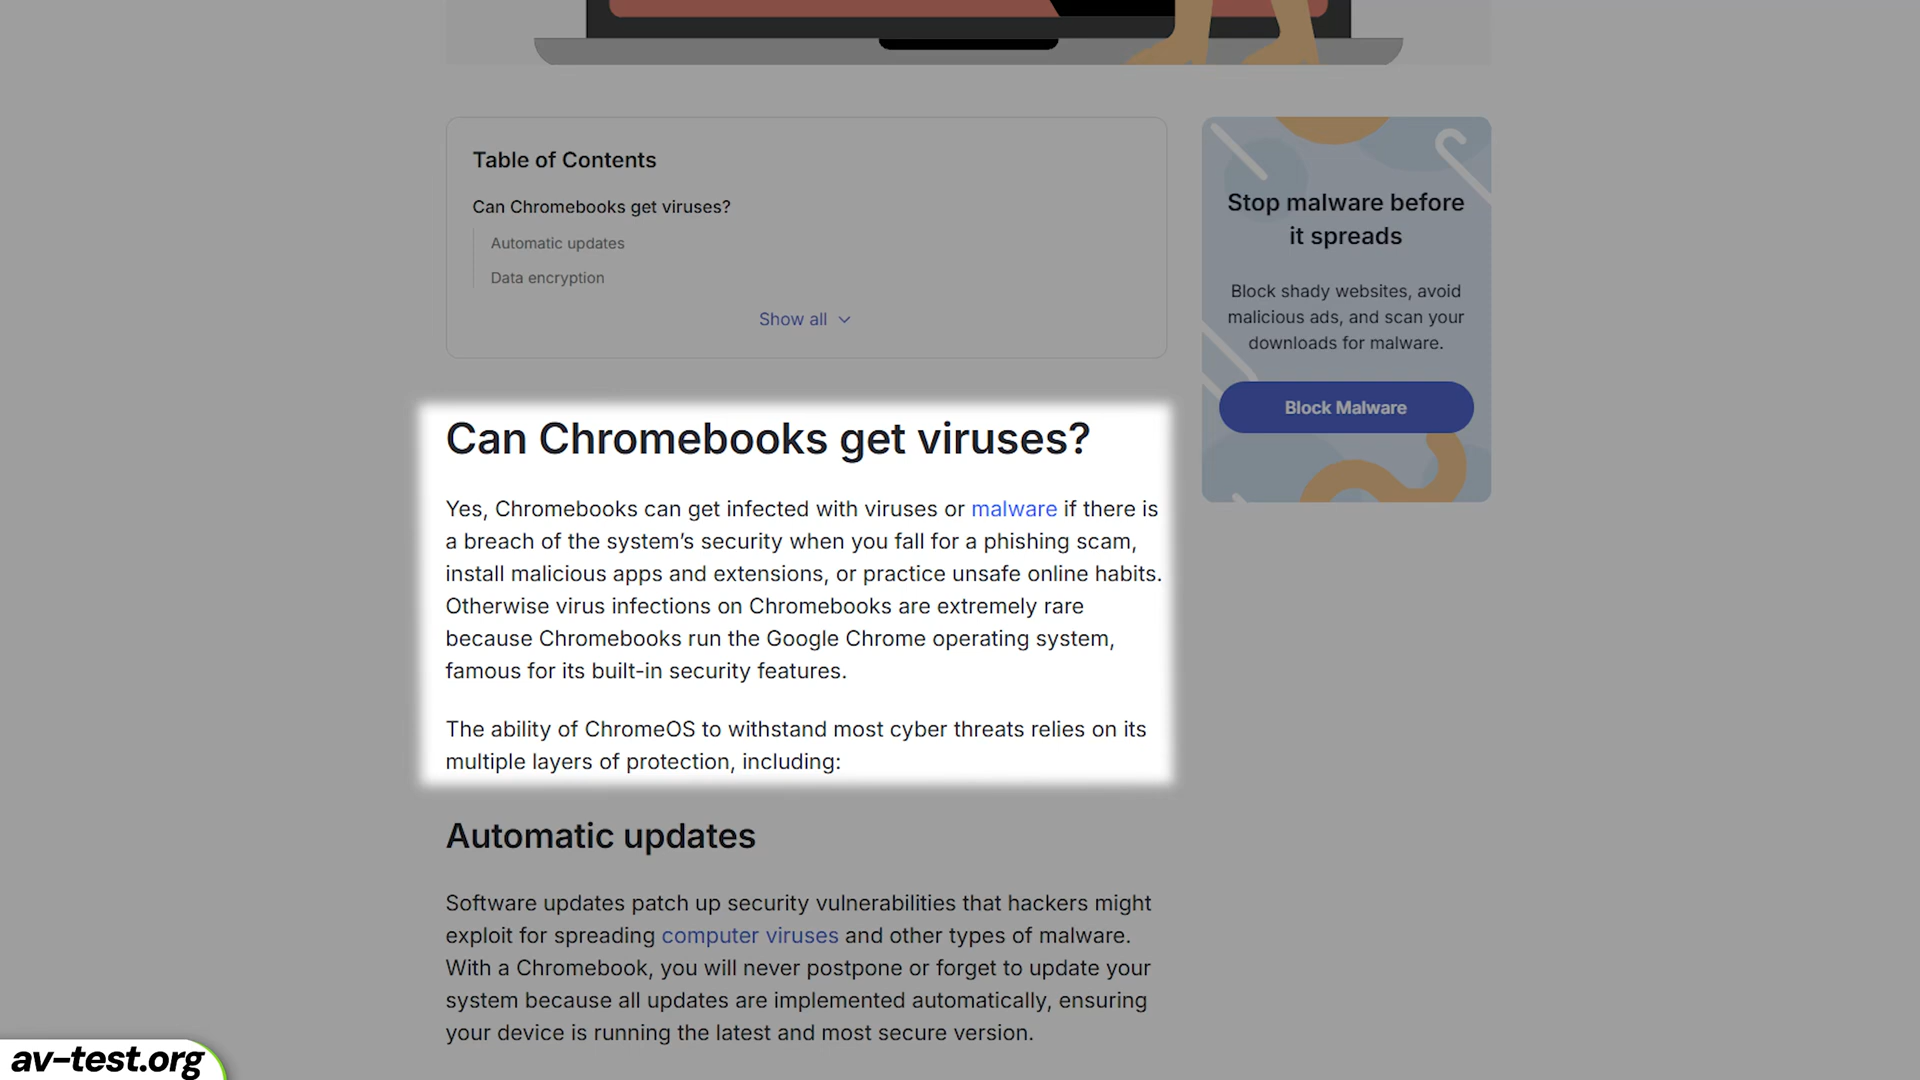 Table of Contents
Can Chromebooks get viruses?
Automatic updates
Data encryption
Show all
Stop malware before
it spreads
Block shady websites, avoid
malicious ads, and scan your
downloads for malware.
Block Malware
Can Chromebooks get viruses?
Yes, Chromebooks can get infected with viruses or malware if there is
a breach of the system’s security when you fall for a phishing scam,
install malicious apps and extensions, or practice unsafe online habits.
Otherwise virus infections on Chromebooks are extremely rare
because Chromebooks run the Google Chrome operating system,
famous for its built-in security features.
The ability of ChromeOS to withstand most cyber threats relies on its
multiple layers of protection, including:
Automatic updates
Software updates patch up security vulnerabilities that hackers might
exploit for spreading computer viruses and other types of malware.
With a Chromebook, you will never postpone or forget to update your
system because all updates are implemented automatically, ensuring
your device is running the latest and most secure version.
av-test.org